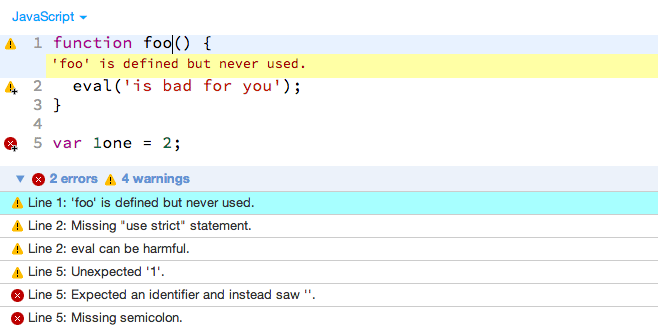 JavaScript
1 function foo() {
'foo' is defined but never used.
2 eval('is bad for you');
3 }
4
5 var 1one = 2;
2 errors 4 warnings
Line 1: 'foo' is defined but never used.
Line 2: Missing "use strict" statement.
Line 2: eval can be harmful.
Line 5: Unexpected '1'.
Line 5: Expected an identifier and instead saw ''.
Line 5: Missing semicolon.